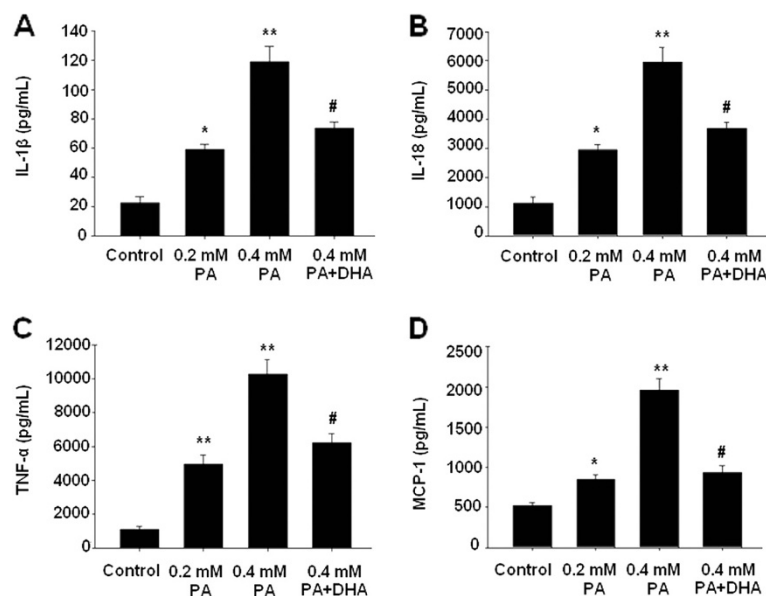 A
IL-1β (pg/mL)
140
120
100
80
60
40
20
0
*
**
#
Control
0.2 mM
PA
0.4 mM
PA
0.4 mM
PA+DHA
B
IL-18 (pg/mL)
7000
6000
5000
4000
3000
2000
1000
0
*
**
#
Control
0.2 mM
PA
0.4 mM
PA
0.4 mM
PA+DHA
C
TNF-α (pg/mL)
12000
10000
8000
6000
4000
2000
0
**
**
#
Control
0.2 mM
PA
0.4 mM
PA
0.4 mM
PA+DHA
D
MCP-1 (pg/mL)
2500
2000
1500
1000
500
0
*
**
#
Control
0.2 mM
PA
0.4 mM
PA
0.4 mM
PA+DHA